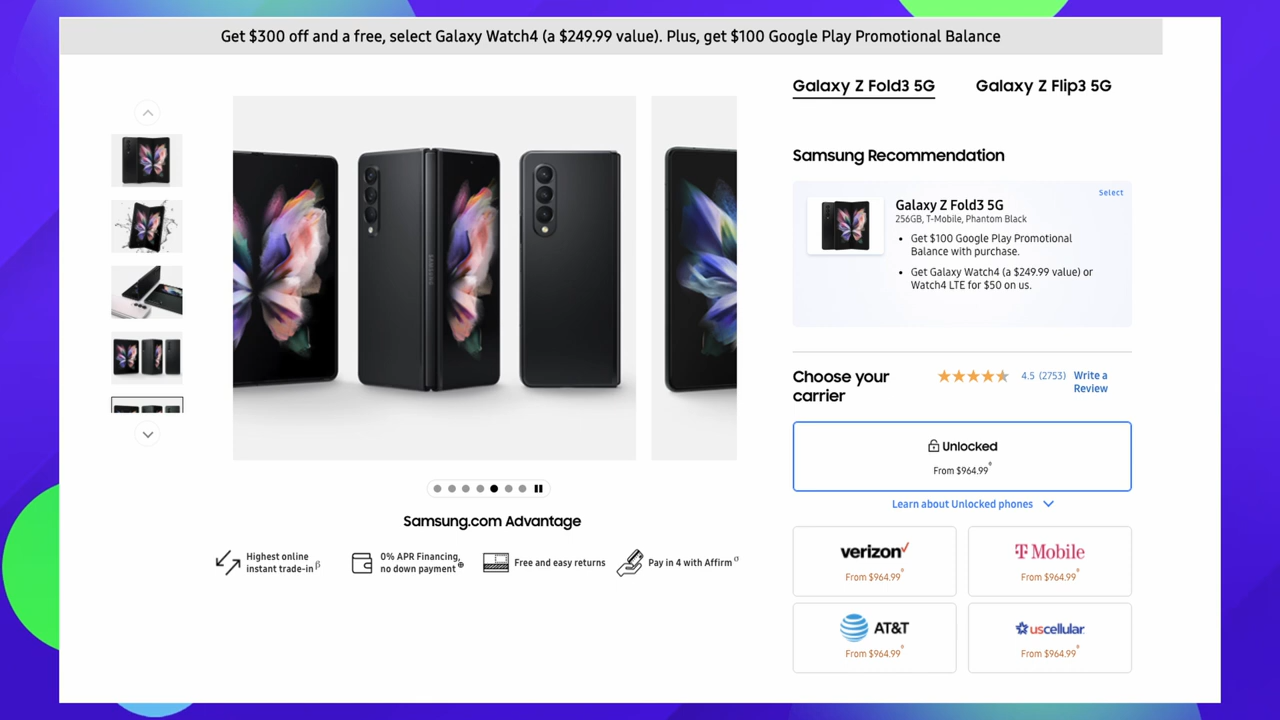 Get $300 off and a free, select Galaxy Watch4 (a $249.99 value). Plus, get $100 Google Play Promotional Balance
Galaxy Z Fold3 5G
Galaxy Z Flip3 5G
Samsung Recommendation
Select
Galaxy Z Fold3 5G
256GB, T-Mobile, Phantom Black
• Get $100 Google Play Promotional
Balance with purchase.
• Get Galaxy Watch4 (a $249.99 value) or
Watch4 LTE for $50 on us.
Choose your
carrier
4.5 (2753)
Write a
Review
Unlocked
From $964.99
Learn about Unlocked phones
verizon
From $964.99
T Mobile
From $964.99
AT&T
From $964.99
uscellular
From $964.99
SAMSUNG
Samsung.com Advantage
Highest online
instant trade-in β
0% APR Financing,
no down payment⊕
Free and easy returns
Pay in 4 with Affirm σ